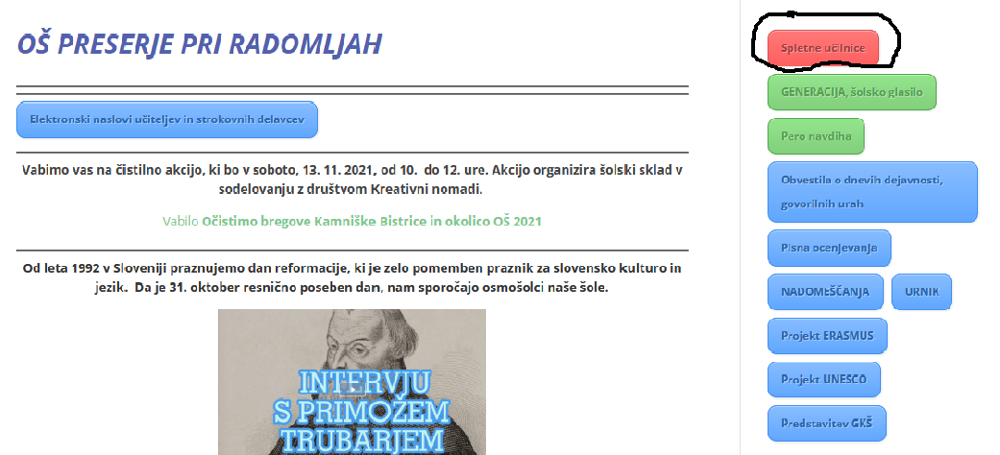 OŠ PRESERJE PRI RADOMLJAH
Elektronski naslovi učiteljev in strokovnih delavcev
Vabimo vas na čistilno akcijo, ki bo v soboto, 13. 11. 2021, od 10. do 12. ure. Akcijo organizira šolski sklad v
sodelovanju z društvom Kreativni nomadi.
Vabilo Očistimo bregove Kamniške Bistrice in okolico OŠ 2021
Od leta 1992 v Sloveniji praznujemo dan reformacije, ki je zelo pomemben praznik za slovensko kulturo in
jezik. Da je 31. oktober resnično poseben dan, nam sporočajo osmošolci naše šole.
INTERVJU
S PRIMOŽEM
TRUBARJEM
Spletne učilnice
GENERACIJA, šolsko glasilo
Pero navdiha
Obvestila o dnevih dejavnosti,
govorilnih urah
Pisna ocenjevanja
NADOMEŠČANJA URNIK
Projekt ERASMUS
Projekt UNESCO
Predstavitev GKŠ